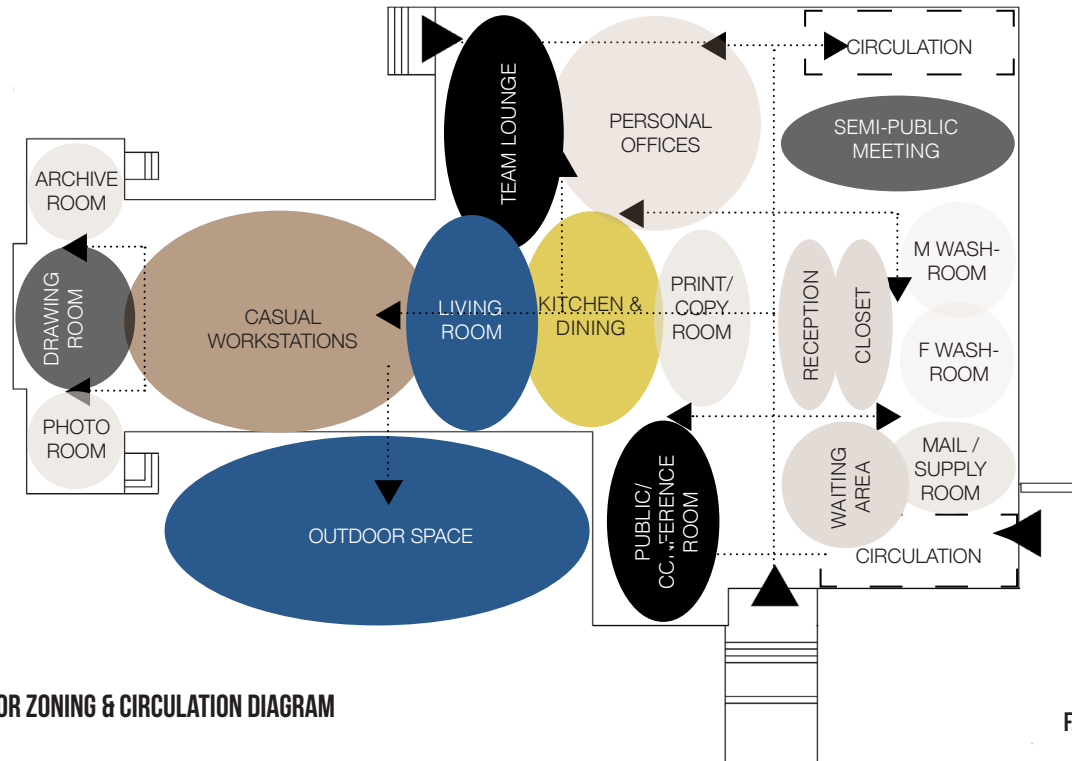 CIRCULATION
TEAM LOUNGE
PERSONAL
OFFICES
SEMI-PUBLIC
MEETING
ARCHIVE
ROOM
DRAWING
ROOM
CASUAL
WORKSTATIONS
LIVING
ROOM
KITCHEN &
DINING
PRINT/
COPY
ROOM
RECEPTION
CLOSET
M WASH-
ROOM
F WASH-
ROOM
PHOTO
ROOM
OUTDOOR SPACE
PUBLIC/
CONFERENCE
ROOM
WAITING
AREA
MAIL /
SUPPLY
ROOM
CIRCULATION
OR ZONING & CIRCULATION DIAGRAM